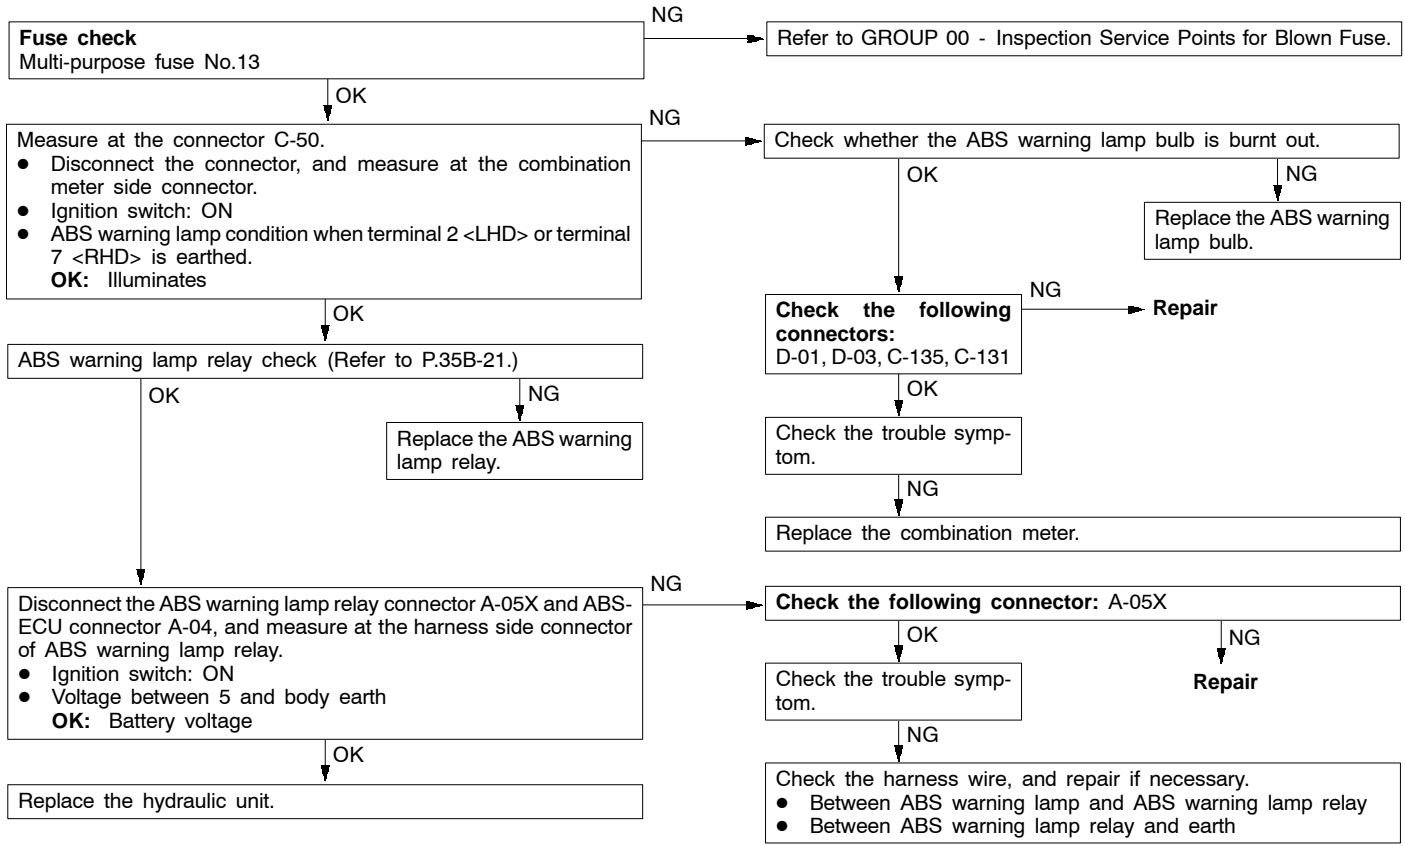 Fuse check
Multi-purpose fuse No.13
NG
Refer to GROUP 00 - Inspection Service Points for Blown Fuse.
OK
Measure at the connector C-50.
● Disconnect the connector, and measure at the combination
meter side connector.
● Ignition switch: ON
● ABS warning lamp condition when terminal 2 <LHD> or terminal
7 <RHD> is earthed.
OK: Illuminates
NG
Check whether the ABS warning lamp bulb is burnt out.
OK
NG
Replace the ABS warning
lamp bulb.
Check the following
connectors:
D-01, D-03, C-135, C-131
NG
Repair
OK
Check the trouble symp-
tom.
NG
Replace the combination meter.
OK
ABS warning lamp relay check (Refer to P.35B-21.)
OK
NG
Replace the ABS warning
lamp relay.
Disconnect the ABS warning lamp relay connector A-05X and ABS-
ECU connector A-04, and measure at the harness side connector
of ABS warning lamp relay.
● Ignition switch: ON
● Voltage between 5 and body earth
OK: Battery voltage
NG
Check the following connector: A-05X
OK
NG
Repair
Check the trouble symp-
tom.
NG
Check the harness wire, and repair if necessary.
● Between ABS warning lamp and ABS warning lamp relay
● Between ABS warning lamp relay and earth
OK
Replace the hydraulic unit.